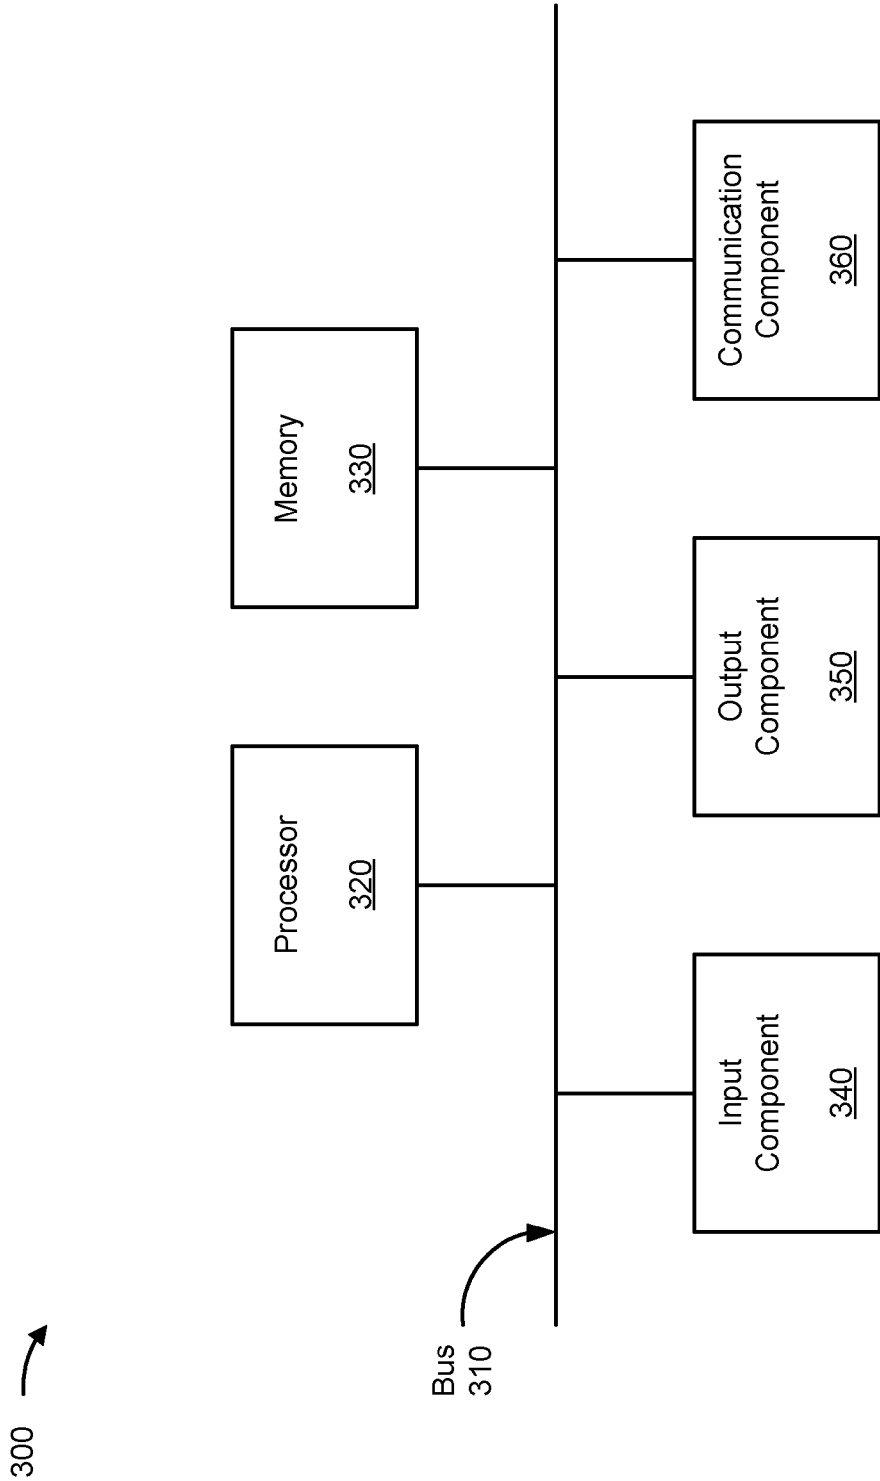 300
Bus
310
Processor
320
Memory
330
Input
Component
340
Output
Component
350
Communication
Component
360